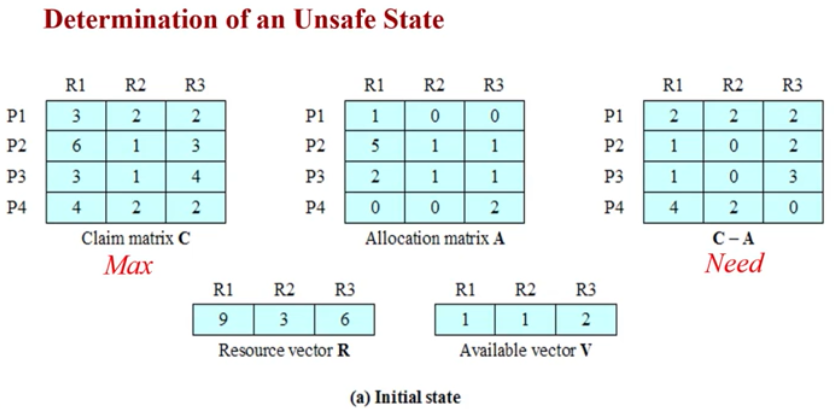 Determination of an Unsafe State
R1 R2 R3 R1 R2 R3 R1 R2 R3
P1 3 2 2 P1 1 0 0 P1 2 2 2
P2 6 1 3 P2 5 1 1 P2 1 0 2
P3 3 1 4 P3 2 1 1 P3 1 0 3
P4 4 2 2 P4 0 0 2 P4 4 2 0
Claim matrix C Allocation matrix A C – A
Max Need
R1 R2 R3 R1 R2 R3
9 3 6 1 1 2
Resource vector R Available vector V
(a) Initial state